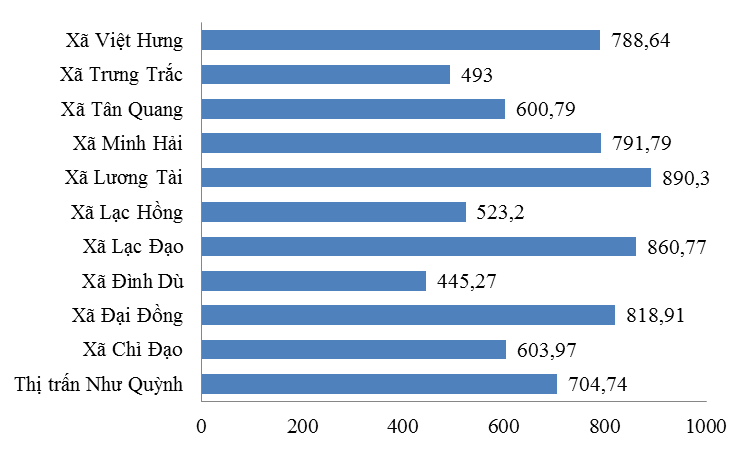 Xã Việt Hưng 788,64
Xã Trưng Trắc 493
Xã Tân Quang 600,79
Xã Minh Hải 791,79
Xã Lương Tài 890,3
Xã Lạc Hồng 523,2
Xã Lạc Đạo 860,77
Xã Đình Dù 445,27
Xã Đại Đồng 818,91
Xã Chỉ Đạo 603,97
Thị trấn Như Quỳnh 704,74
0 200 400 600 800 1000